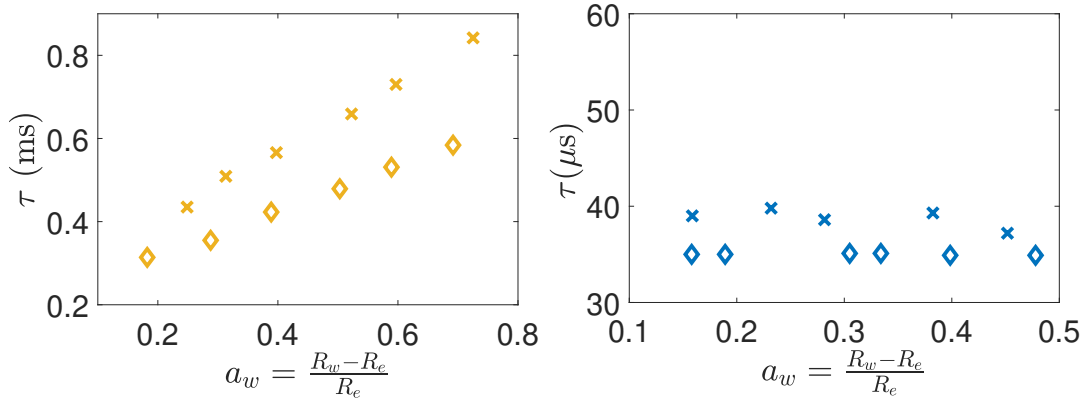 0.8
0.6
0.4
0.2
τ (ms)
0.2 0.4 0.6 0.8
a_w = \frac{R_w - R_e}{R_e}
60
50
40
30
τ(μs)
0.1 0.2 0.3 0.4 0.5
a_w = \frac{R_w - R_e}{R_e}